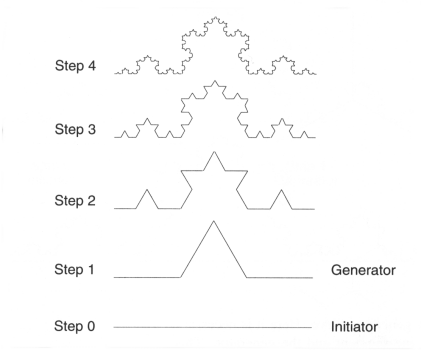 Step 4
Step 3
Step 2
Step 1 Generator
Step 0 Initiator